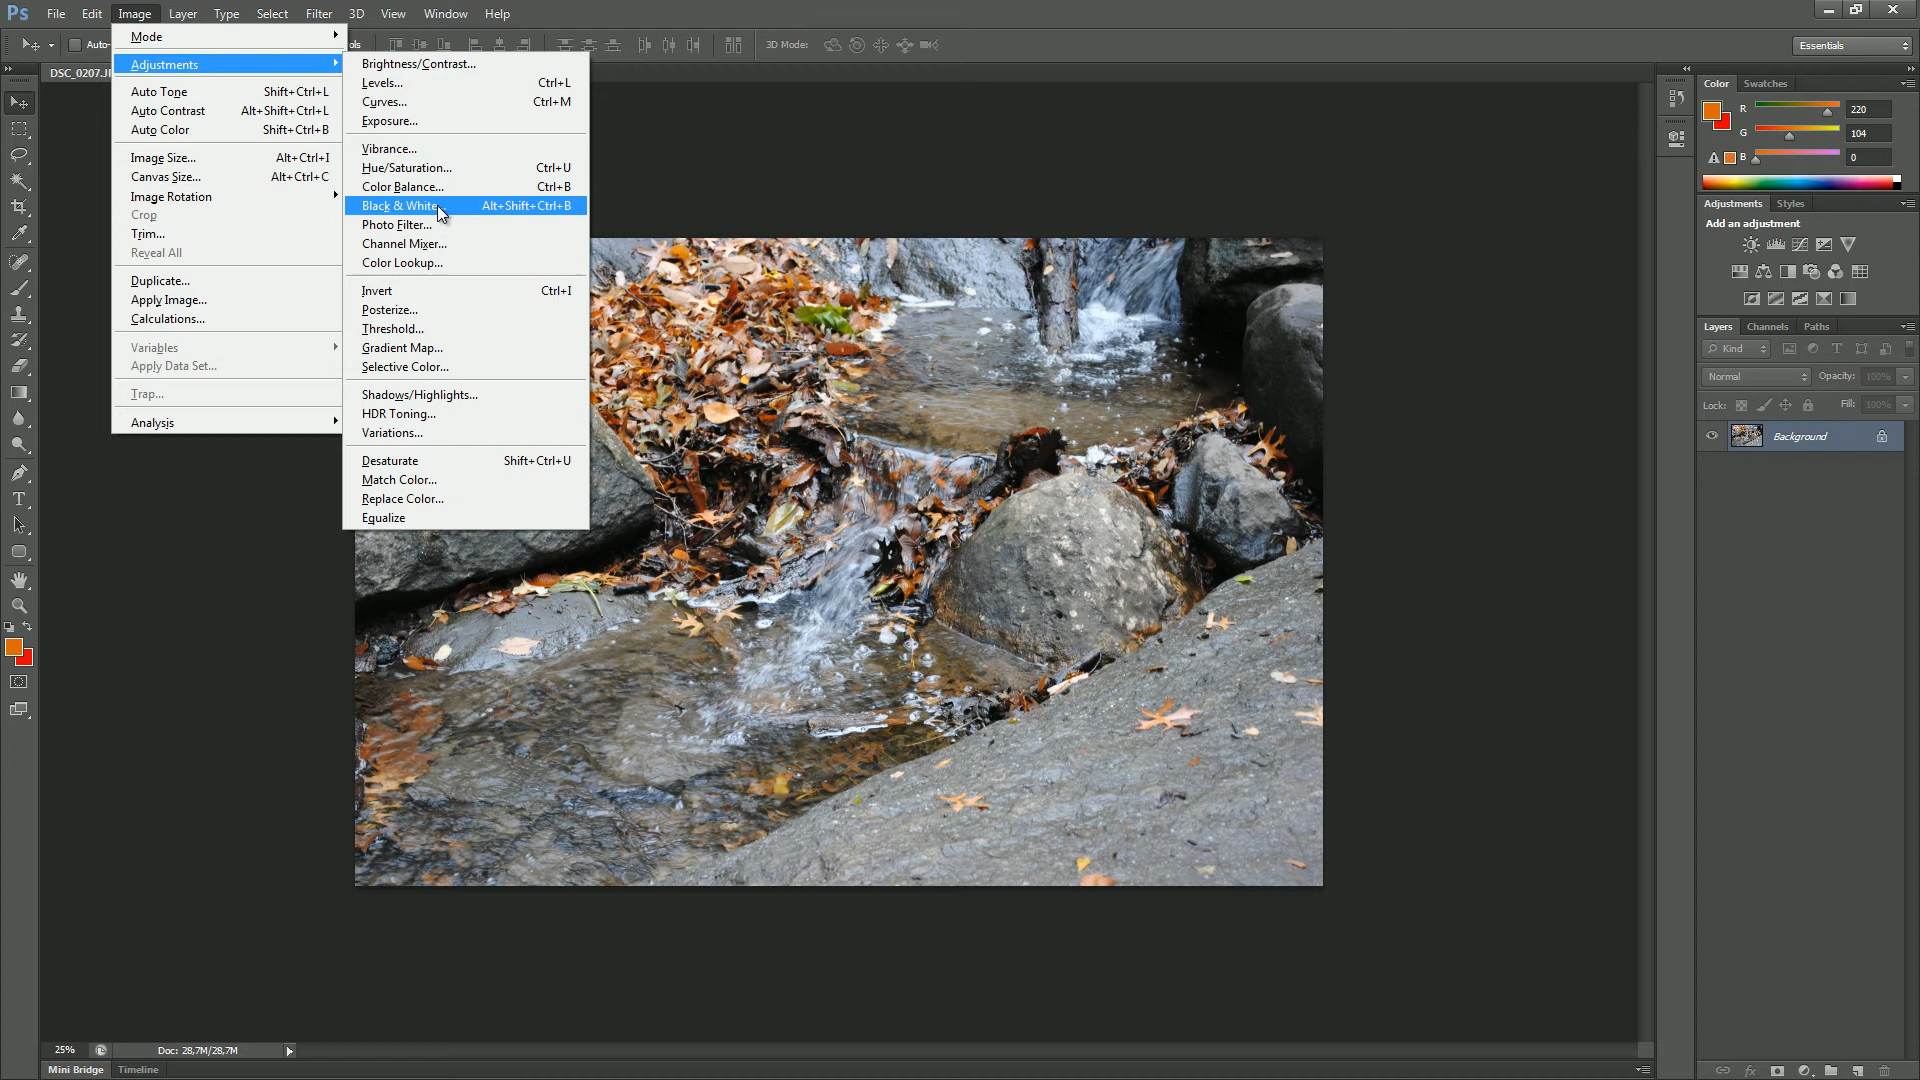 Ps File Edit Image Layer Type Select Filter 3D View Window Help
Auto- ols 3D Mode: Essentials
DSC_0207.J
Mode
Adjustments
Auto Tone Shift+Ctrl+L
Auto Contrast Alt+Shift+Ctrl+L
Auto Color Shift+Ctrl+B
Image Size... Alt+Ctrl+I
Canvas Size... Alt+Ctrl+C
Image Rotation
Crop
Trim...
Reveal All
Duplicate...
Apply Image...
Calculations...
Variables
Apply Data Set...
Trap...
Analysis
Brightness/Contrast...
Levels... Ctrl+L
Curves... Ctrl+M
Exposure...
Vibrance...
Hue/Saturation... Ctrl+U
Color Balance... Ctrl+B
Black & White... Alt+Shift+Ctrl+B
Photo Filter...
Channel Mixer...
Color Lookup...
Invert Ctrl+I
Posterize...
Threshold...
Gradient Map...
Selective Color...
Shadows/Highlights...
HDR Toning...
Variations...
Desaturate Shift+Ctrl+U
Match Color...
Replace Color...
Equalize
Color Swatches
R 220
G 104
B 0
Adjustments Styles
Add an adjustment
Layers Channels Paths
Kind
Normal Opacity: 100%
Lock: Fill: 100%
Background
25% Doc: 28,7M/28,7M
Mini Bridge Timeline